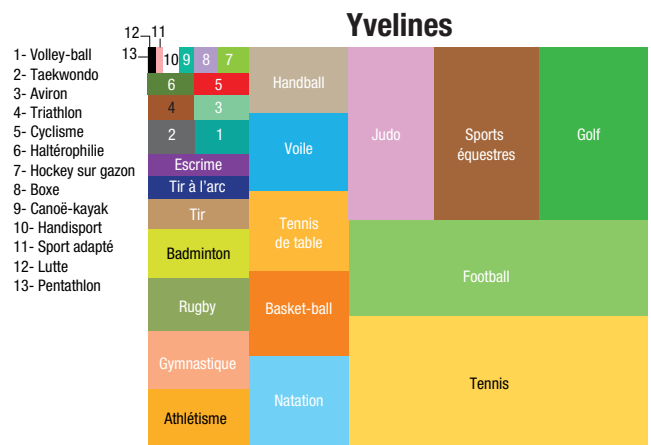 Yvelines
1- Volley-ball
2- Taekwondo
3- Aviron
4- Triathlon
5- Cyclisme
6- Haltérophilie
7- Hockey sur gazon
8- Boxe
9- Canoë-kayak
10- Handisport
11- Sport adapté
12- Lutte
13- Pentathlon
12
11
13
10
9
8
7
6
5
4
3
2
1
Escrime
Tir à l'arc
Tir
Badminton
Rugby
Gymnastique
Athlétisme
Handball
Voile
Tennis
de table
Basket-ball
Natation
Judo
Sports
équestres
Golf
Football
Tennis